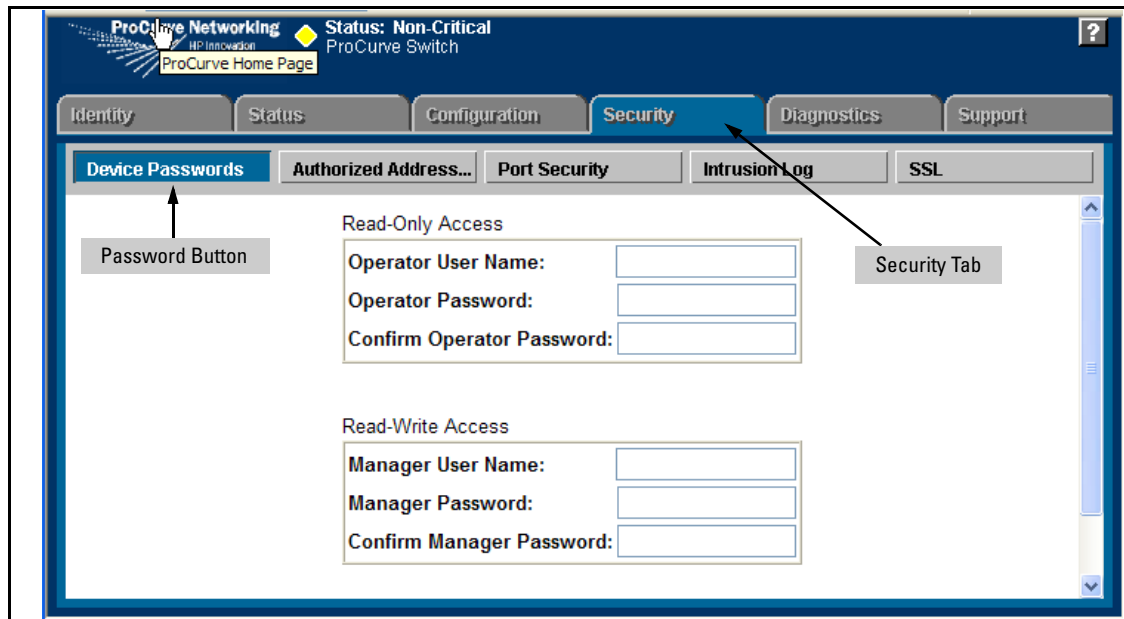 ProCurve Networking
HP Innovation
Status: Non-Critical
ProCurve Switch
?
ProCurve Home Page
Identity
Status
Configuration
Security
Diagnostics
Support
Device Passwords
Authorized Address...
Port Security
Intrusion Log
SSL
Password Button
Security Tab
Read-Only Access
Operator User Name:
Operator Password:
Confirm Operator Password:
Read-Write Access
Manager User Name:
Manager Password:
Confirm Manager Password: